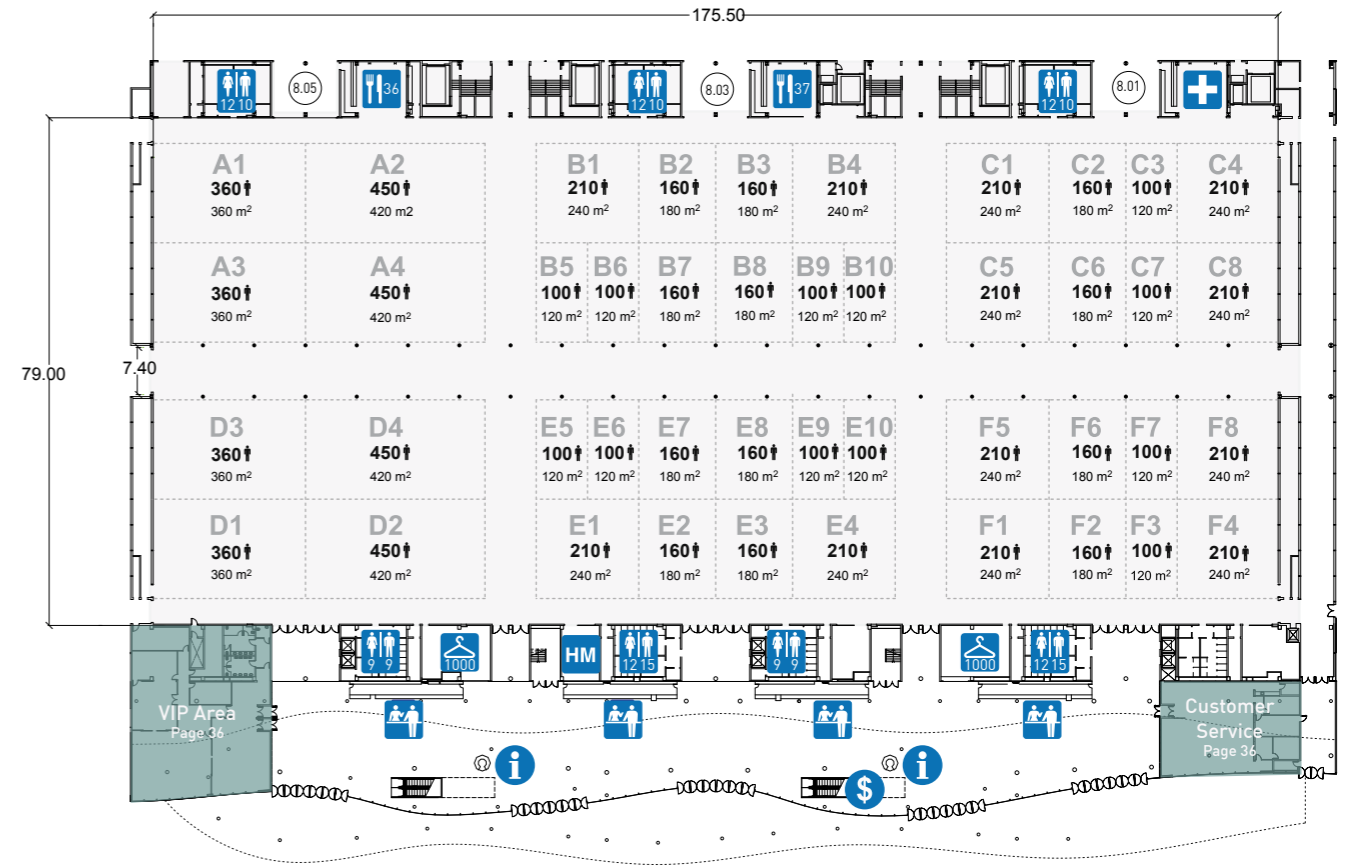 175.50
12 10
8.05
36
12 10
8.03
37
12 10
8.01
A1 A2 B1 B2 B3 B4 C1 C2 C3 C4
360 450 210 160 160 210 210 160 100 210
360 m² 420 m2 240 m² 180 m² 180 m² 240 m² 240 m² 180 m² 120 m² 240 m²
A3 A4 B5 B6 B7 B8 B9 B10 C5 C6 C7 C8
360 450 100 100 160 160 100 100 210 160 100 210
360 m² 420 m² 120 m² 120 m² 180 m² 180 m² 120 m² 120 m² 240 m² 180 m² 120 m² 240 m²
79.00
7.40
D3 D4 E5 E6 E7 E8 E9 E10 F5 F6 F7 F8
360 450 100 100 160 160 100 100 210 160 100 210
360 m² 420 m² 120 m² 120 m² 180 m² 180 m² 120 m² 120 m² 240 m² 180 m² 120 m² 240 m²
D1 D2 E1 E2 E3 E4 F1 F2 F3 F4
360 450 210 160 160 210 210 160 100 210
360 m² 420 m² 240 m² 180 m² 180 m² 240 m² 240 m² 180 m² 120 m² 240 m²
9 9
1000
HM
12 15
9 9
1000
12 15
VIP Area
Page 36
Customer
Service
Page 36
i
i
$